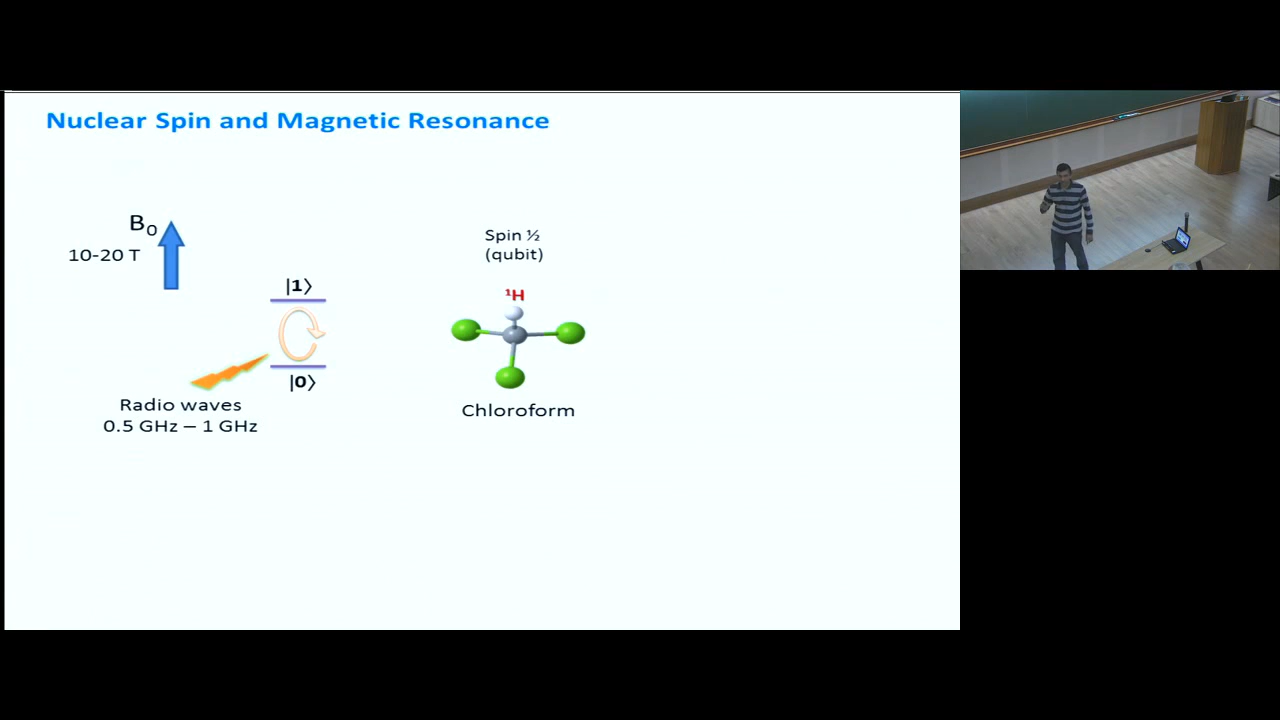 Nuclear Spin and Magnetic Resonance
B₀
10-20 T
|1⟩
|0⟩
Radio waves
0.5 GHz – 1 GHz
Spin ½
(qubit)
¹H
Chloroform